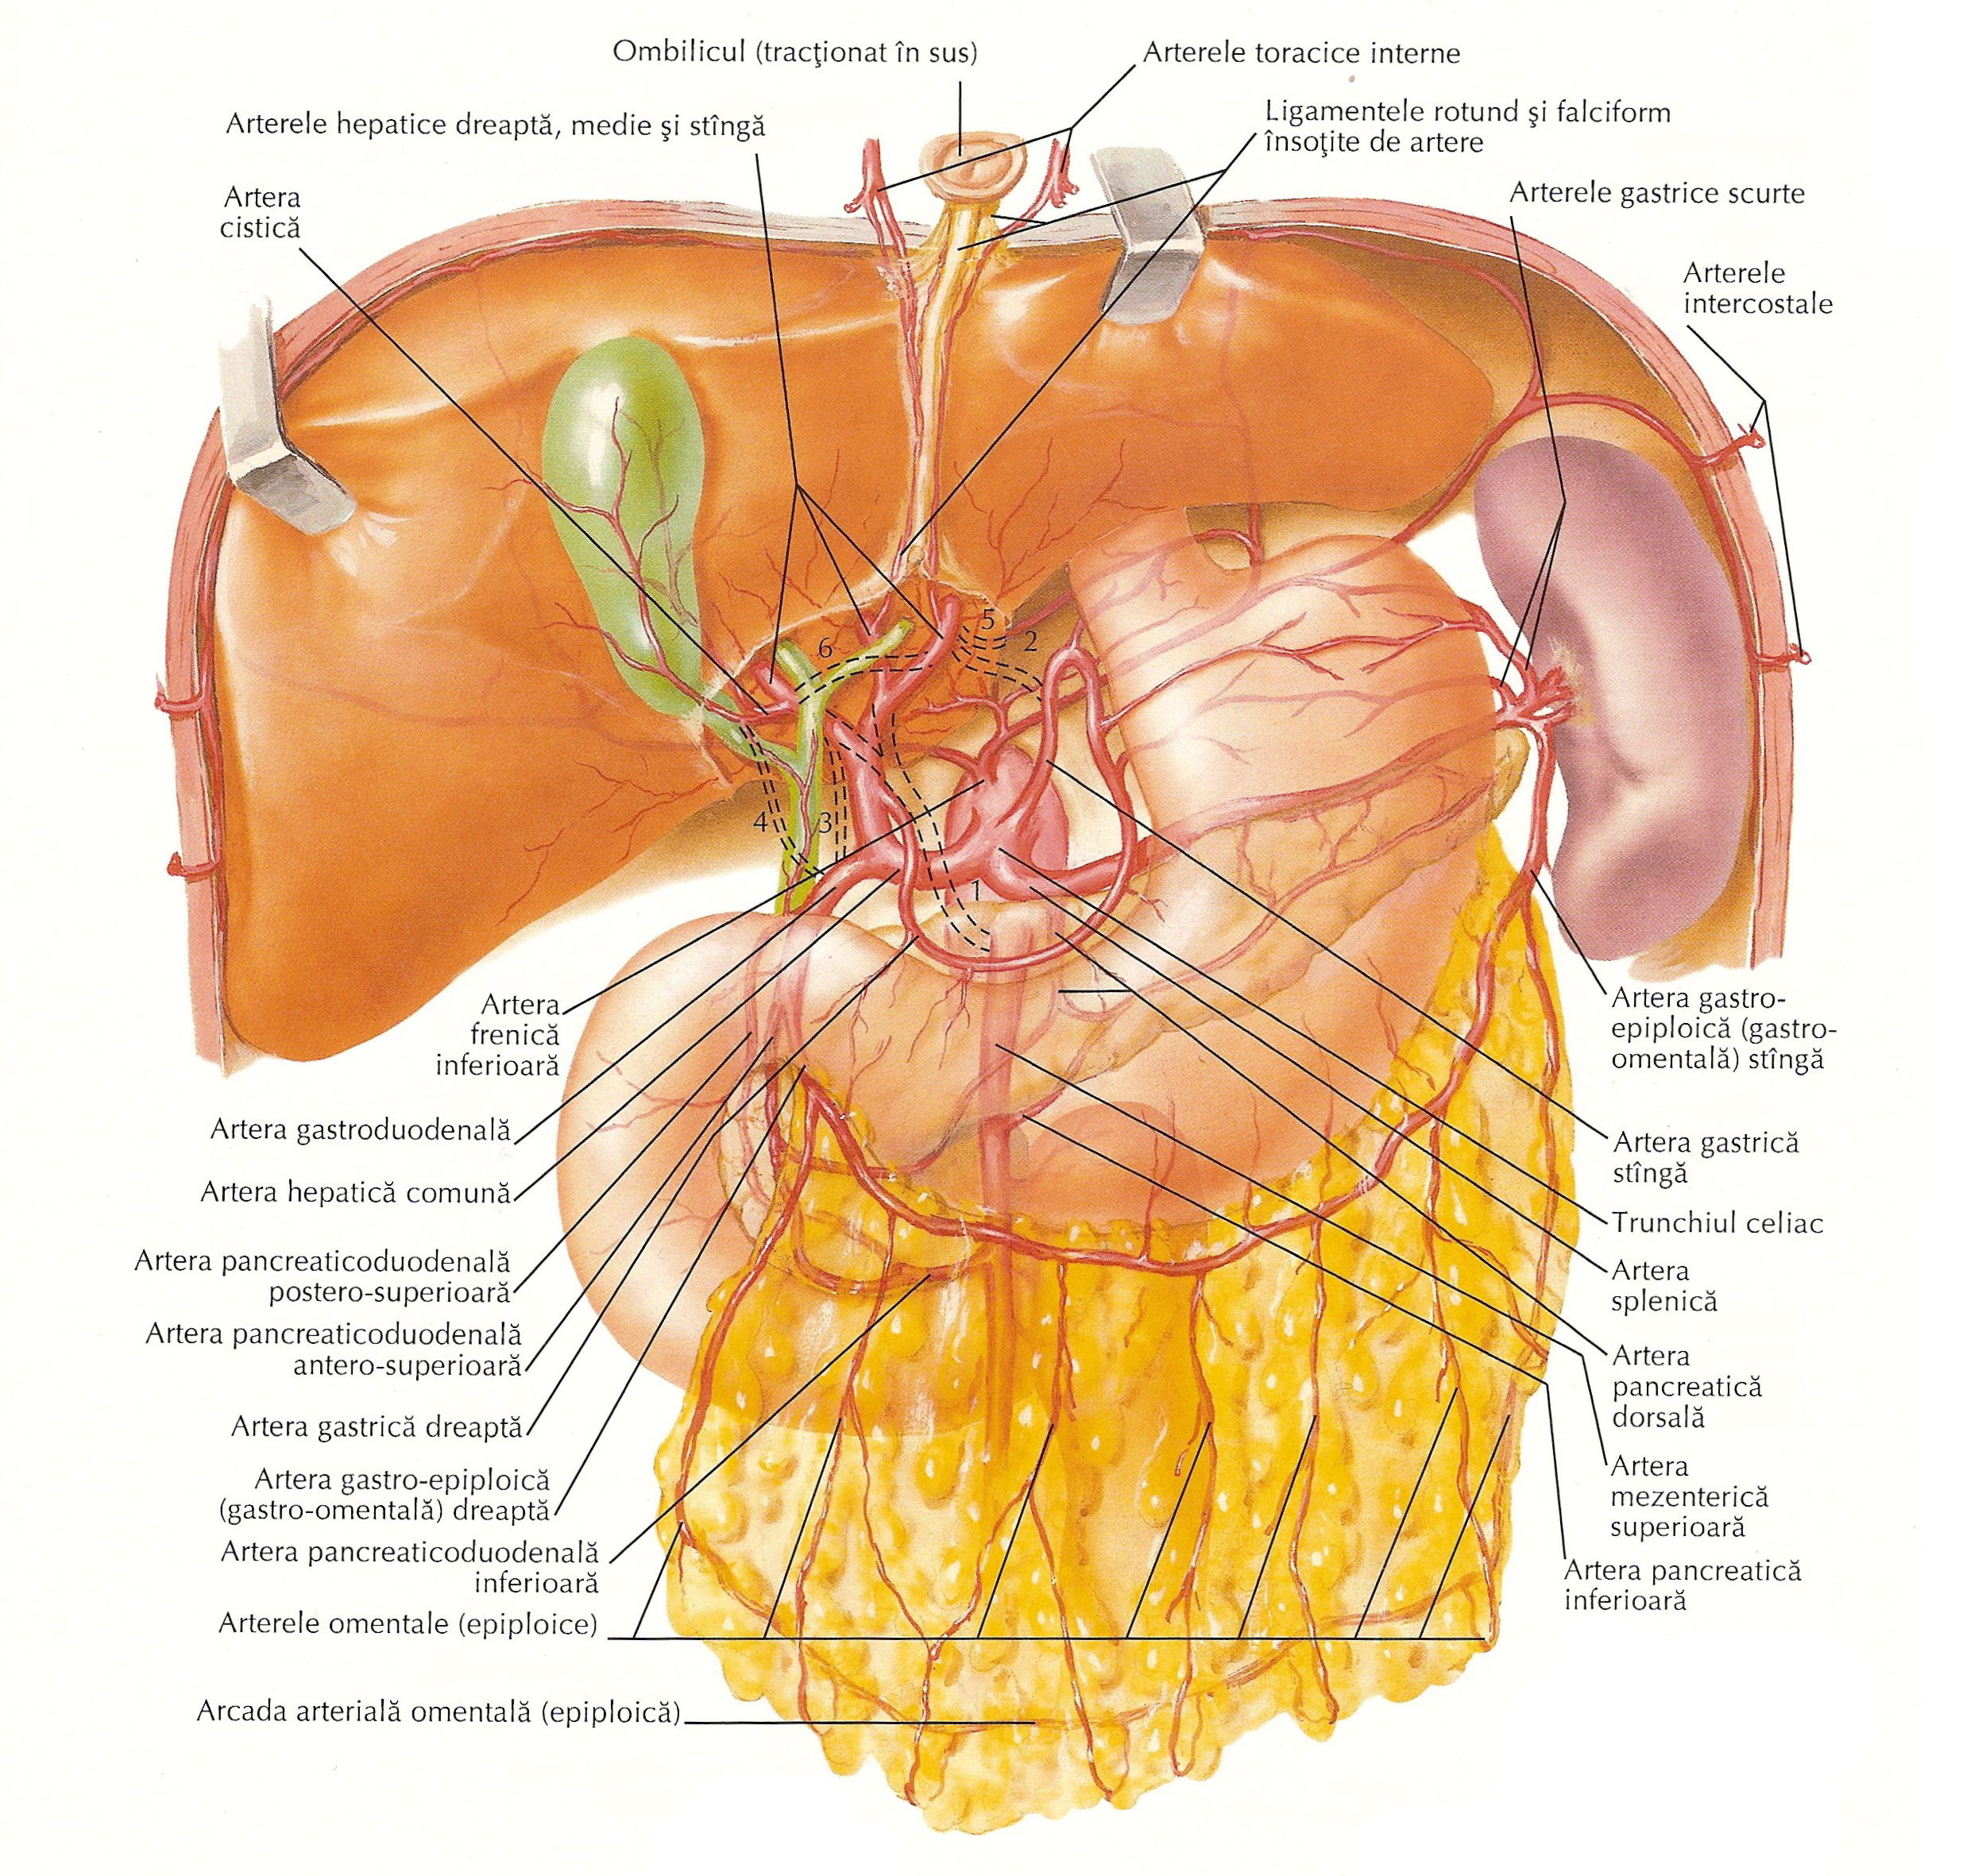 Ombilicul (tracţionat în sus)
Arterele toracice interne
Arterele hepatice dreaptă, medie şi stîngă
Ligamentele rotund şi falciform
însoţite de artere
Artera
cistică
Arterele gastrice scurte
Arterele
intercostale
5
2
6
4
3
1
Artera
frenică
inferioară
Artera gastroduodenală
Artera hepatică comună
Artera pancreaticoduodenală
postero-superioară
Artera pancreaticoduodenală
antero-superioară
Artera gastrică dreaptă
Artera gastro-epiploică
(gastro-omentală) dreaptă
Artera pancreaticoduodenală
inferioară
Arterele omentale (epiploice)
Arcada arterială omentală (epiploică)
Artera gastro-
epiploică (gastro-
omentală) stîngă
Artera gastrică
stîngă
Trunchiul celiac
Artera
splenică
Artera
pancreatică
dorsală
Artera
mezenterică
superioară
Artera pancreatică
inferioară